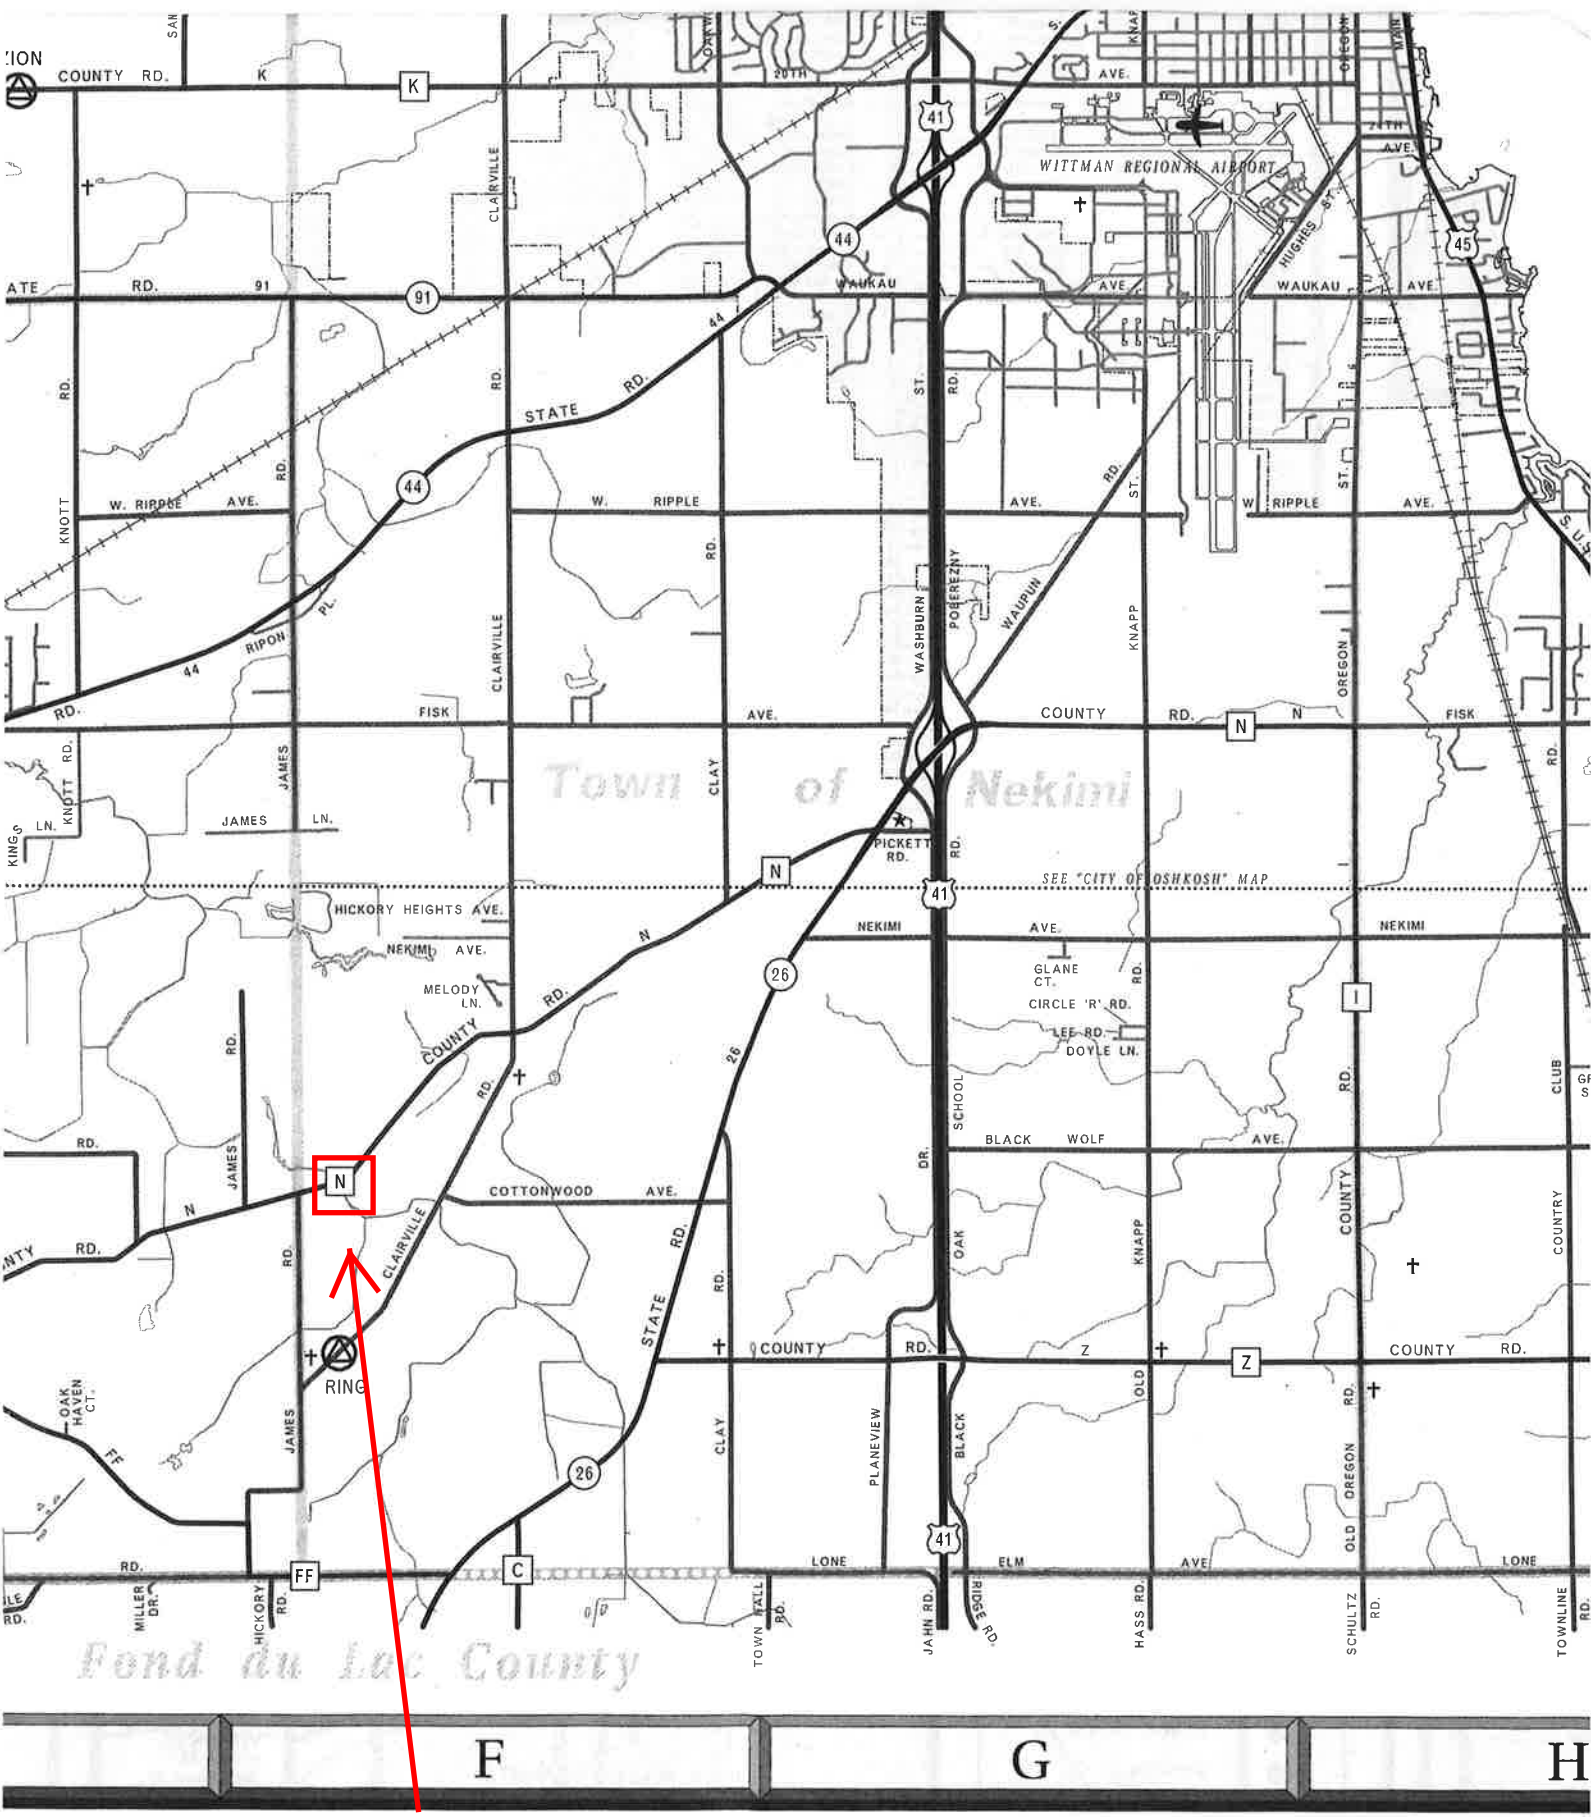 SAN
OAK
S.
KNAP
OREGON
MAIN
ZION
COUNTY RD. K
K
20TH
AVE.
41
24TH
AVE.
WITTMAN REGIONAL AIRPORT
CLAIRVILLE
44
HUGHES ST.
45
ATE RD. 91
91
WAUKAU
AVE.
WAUKAU AVE.
44
RD.
RD.
STATE RD.
ST.
RD.
RD.
44
KNOTT
W. RIPPLE AVE.
RD.
W. RIPPLE
AVE.
RD.
ST.
W RIPPLE AVE.
ST.
S. U.S.
RD.
CLAIRVILLE
WASHBURN
POBEREZNY
WAUPUN
KNAPP
OREGON
RIPON PL.
44
RD.
FISK
AVE.
COUNTY RD. N
N
FISK
KNOTT RD.
JAMES
CLAY
Town of Nekimi
RD.
KINGS LN.
JAMES LN.
PICKETT
RD.
RD.
N
41
SEE "CITY OF OSHKOSH" MAP
HICKORY HEIGHTS AVE.
NEKIMI AVE.
N
NEKIMI
AVE.
NEKIMI
GLANE
CT.
RD.
26
MELODY
LN.
RD.
COUNTY
CIRCLE 'R' RD.
LEE RD.
DOYLE LN.
I
RD.
26
RD.
SCHOOL
RD.
CLUB
RD.
JAMES
DR.
BLACK WOLF AVE.
N
COTTONWOOD AVE.
N
RD.
CLAIRVILLE
RD.
OAK
KNAPP
COUNTY
COUNTRY
NTY RD.
RD.
STATE
RING
COUNTY RD. Z
Z
COUNTY RD.
OAK
HAVEN
CT.
FF
JAMES
CLAY
PLANEVIEW
BLACK
OLD
RD.
OREGON
OLD
26
41
RD.
FF
C
LONE
ELM
AVE
LONE
RD.
MILLER
DR.
HICKORY
RD.
TOWN HALL
RD.
JAHN RD.
RIDGE RD.
HASS RD.
SCHULTZ
RD.
TOWNLINE
RD.
Fond du Lac County
F
G
H